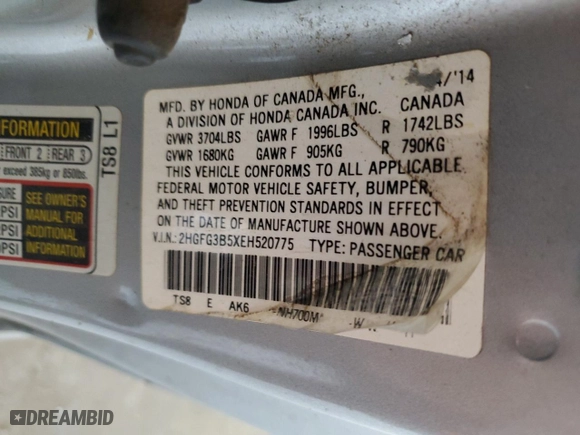 /'14
MFD. BY HONDA OF CANADA MFG., CANADA
A DIVISION OF HONDA CANADA INC.
GVWR 3704LBS GAWR F 1996LBS R 1742LBS
GVWR 1680KG GAWR F 905KG R 790KG
THIS VEHICLE CONFORMS TO ALL APPLICABLE
FEDERAL MOTOR VEHICLE SAFETY, BUMPER,
AND THEFT PREVENTION STANDARDS IN EFFECT
ON THE DATE OF MANUFACTURE SHOWN ABOVE.
V.I.N.:2HGFG3B5XEH520775 TYPE: PASSENGER CAR
TS8 E AK6 NH700M
FORMATION
FRONT 2 REAR 3
exceed 385kg or 850lbs.
SURE
PSI
PSI
PSI
SEE OWNER'S
MANUAL FOR
ADDITIONAL
INFORMATION
TS8 L1
DREAMBID